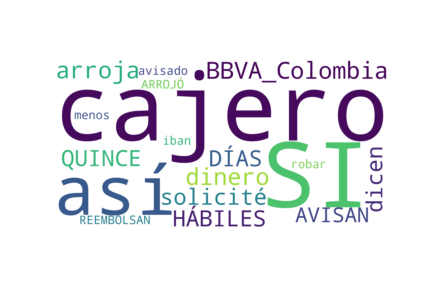 arroja avisado BBVA_Colombia
ARROJÓ
cajero
menos
iban
QUINCE DÍAS robar
así dinero SI dicen
solicité
REEMBOLSAN HÁBILES AVISAN